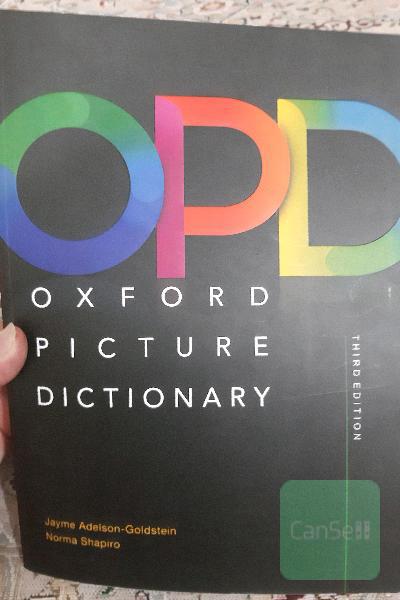 OPD
OXFORD
PICTURE
DICTIONARY
THIRD EDITION
Jayme Adelson-Goldstein
Norma Shapiro
CanSell